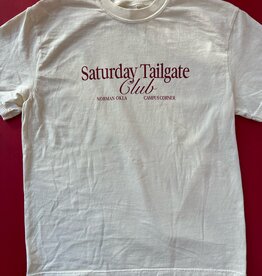 Saturday Tailgate
Club
NORMAN OKLA CAMPUS CORNER